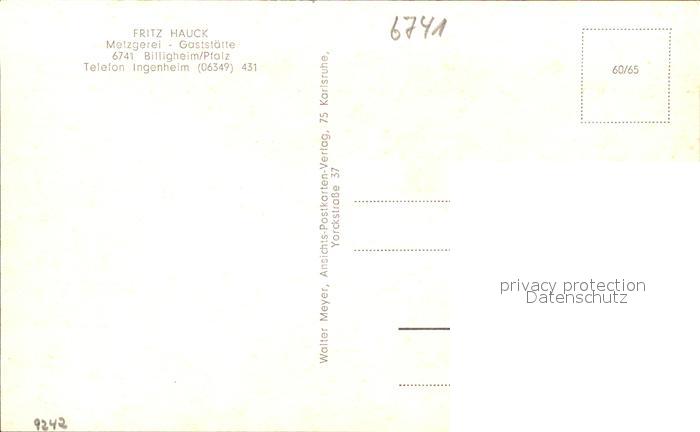 FRITZ HAUCK
Metzgerei - Gaststätte
6741 Billigheim/Pfalz
Telefon Ingenheim (06349) 431
6741
60/65
Walter Meyer, Ansichts-Postkarten-Verlag, 75 Karlsruhe,
Yorckstraße 37
privacy protection
Datenschutz
9242